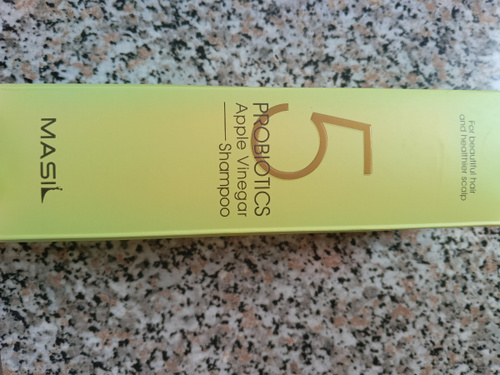 For beautiful hair
and healthier scalp
5
PROBIOTICS
Apple Vinegar
Shampoo
MASIL